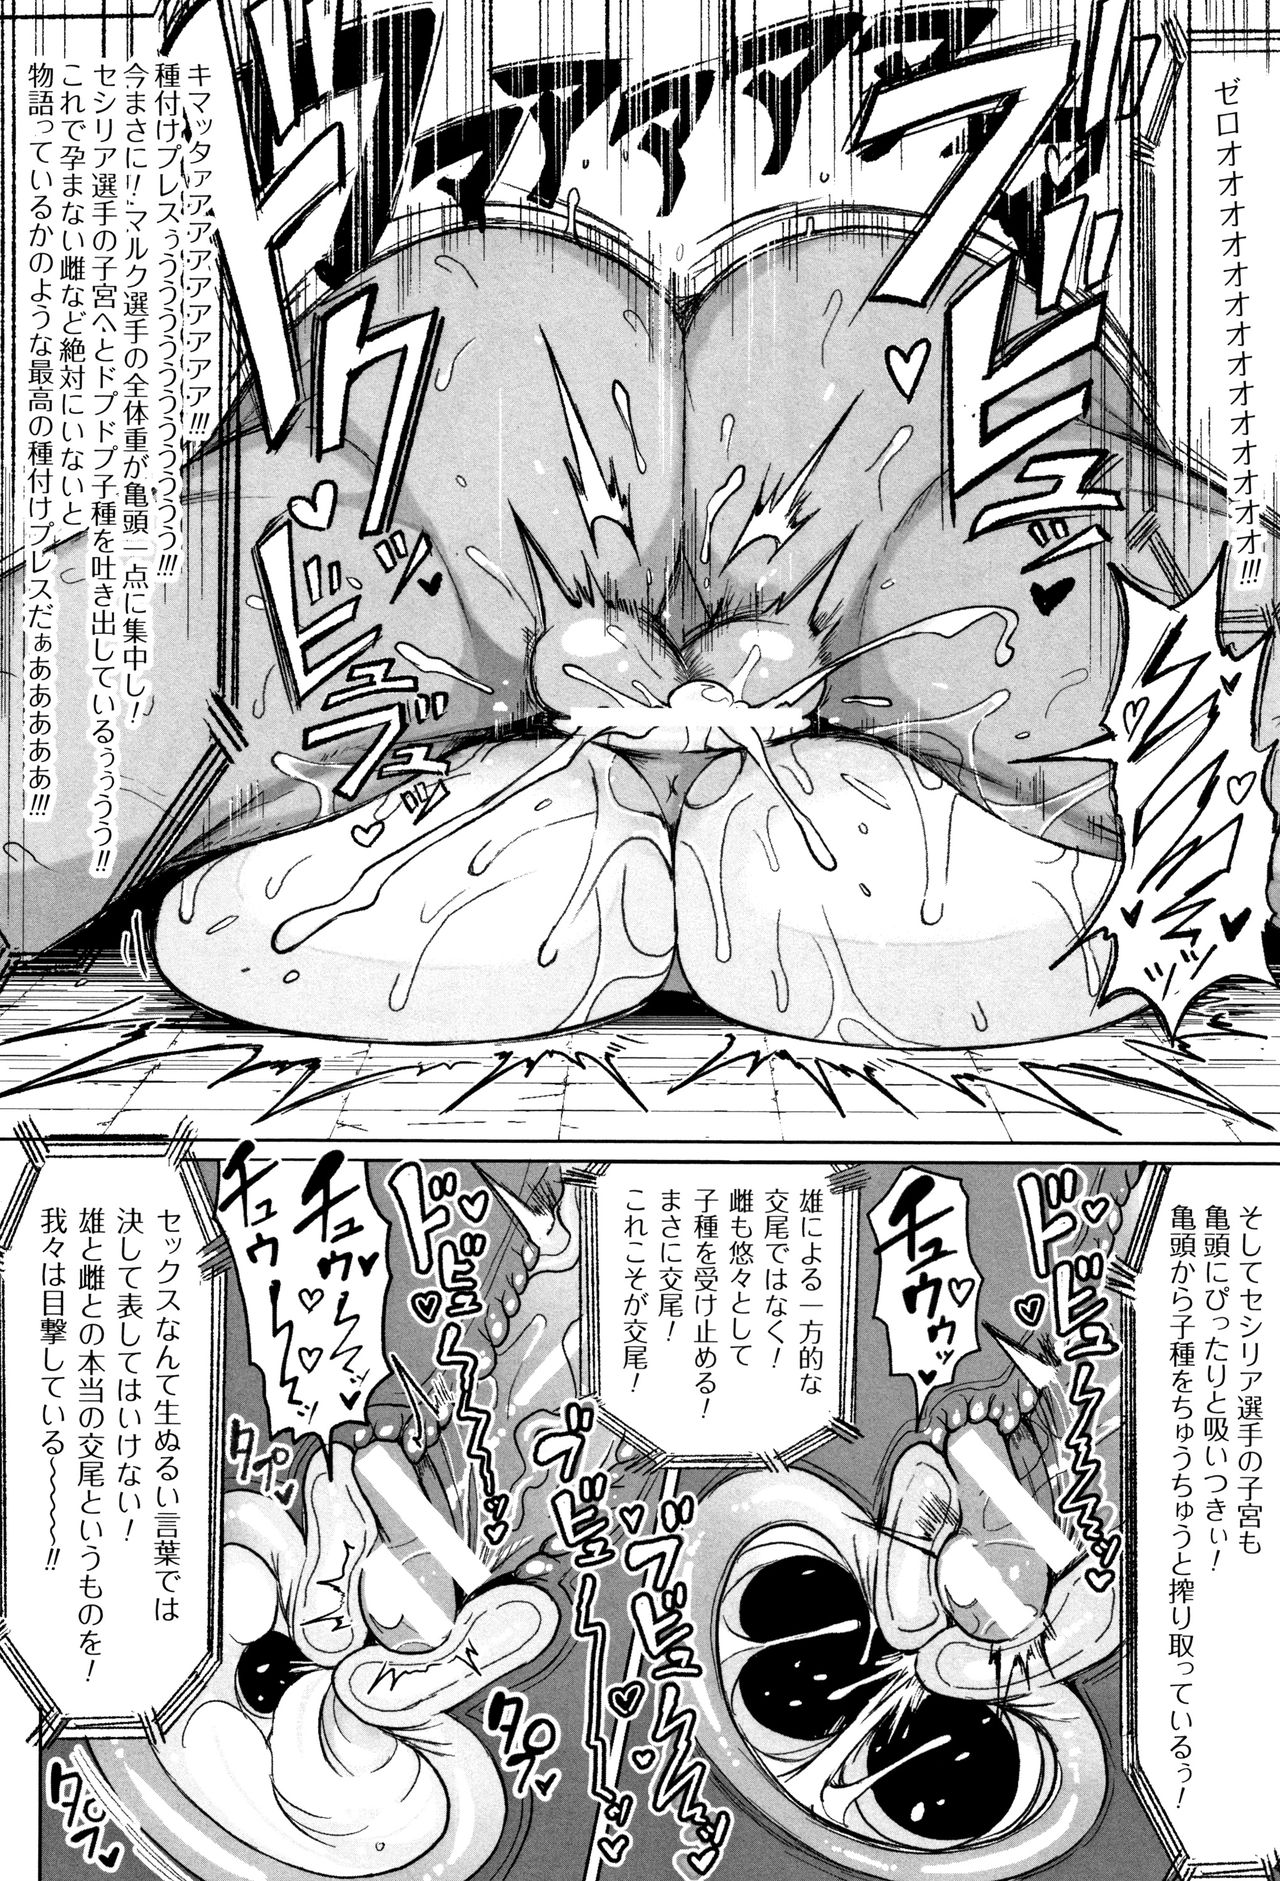 ゼロオオオオオオオオオオオオオオ!!!
キマッタァアアアアアアアアア!!!
種付けプレスぅぅうううううううううう!!!
今まさに!!マルク選手の全体重が亀頭一点に集中し!
セシリア選手の子宮へとドプドプ子種を吐き出しているぅぅうう!!
これで孕まない雌など絶対にいないと
物語っているかのような最高の種付けプレスだぁあああああ!!!
ドビュ
ドクン
ドビュビュゥ
そしてセシリア選手の子宮も
亀頭にぴったりと吸いつきぃ!
亀頭から子種をちゅうちゅうと搾り取っているぅ!
チュウゥッ
ドビュー
ブビュー
雄による一方的な
交尾ではなく!
雌も悠々として
子種を受け止める!
まさに交尾!
これこそが交尾!
ドビュー
ブビュー
チュウ
チュウ〜
タプ
タプ
タプ
セックスなんて生ぬるい言葉では
決して表してはいけない!
雄と雌との本当の交尾というものを!
我々は目撃している〜〜〜〜!!